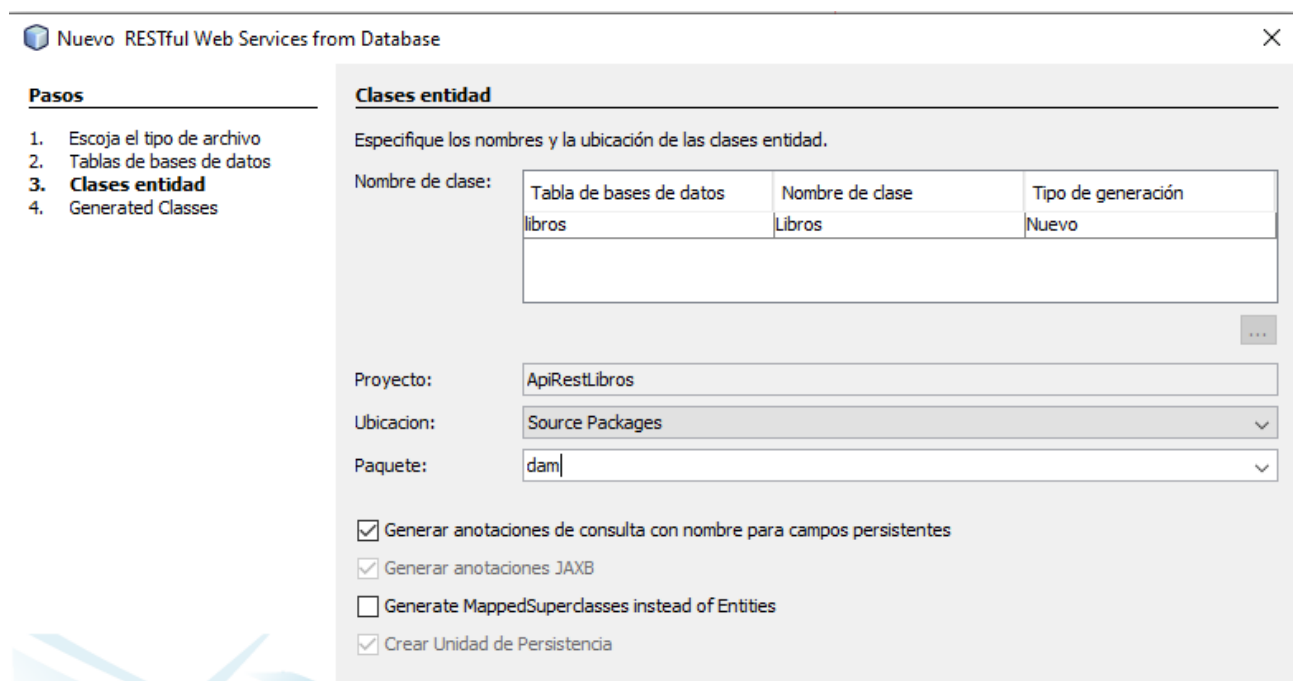 Nuevo RESTful Web Services from Database
Pasos
1. Escoja el tipo de archivo
2. Tablas de bases de datos
3. Clases entidad
4. Generated Classes
Clases entidad
Especifique los nombres y la ubicación de las clases entidad.
Nombre de clase:
Tabla de bases de datos Nombre de clase Tipo de generación
libros Libros Nuevo
...
Proyecto: ApiRestLibros
Ubicacion: Source Packages
Paquete: dam
Generar anotaciones de consulta con nombre para campos persistentes
Generar anotaciones JAXB
Generate MappedSuperclasses instead of Entities
Crear Unidad de Persistencia